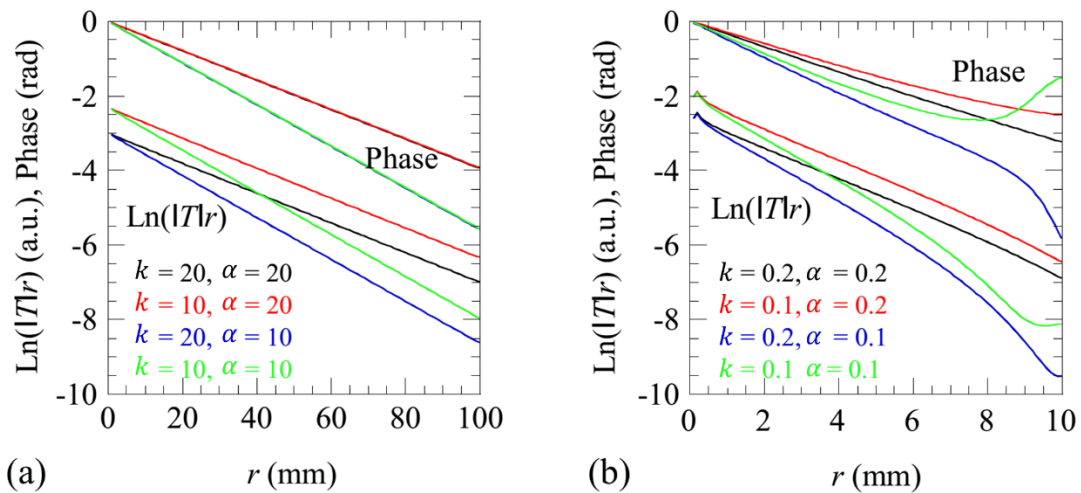 Ln(|T|r) (a.u.), Phase (rad)
0
-2
-4
-6
-8
-10
Phase
Ln(|T|r)
k = 20, α = 20
k = 10, α = 20
k = 20, α = 10
k = 10, α = 10
0 20 40 60 80 100
(a) r (mm)
Ln(|T|r) (a.u.), Phase (rad)
0
-2
-4
-6
-8
-10
Phase
Ln(|T|r)
k = 0.2, α = 0.2
k = 0.1, α = 0.2
k = 0.2, α = 0.1
k = 0.1 α = 0.1
0 2 4 6 8 10
(b) r (mm)